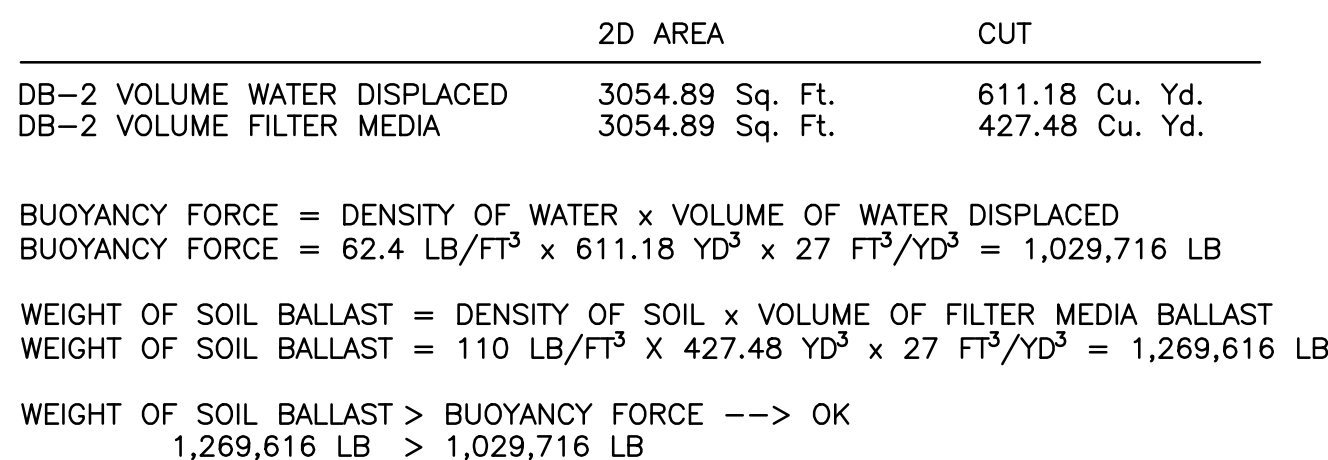 2D AREA CUT
DB-2 VOLUME WATER DISPLACED 3054.89 Sq. Ft. 611.18 Cu. Yd.
DB-2 VOLUME FILTER MEDIA 3054.89 Sq. Ft. 427.48 Cu. Yd.
BUOYANCY FORCE = DENSITY OF WATER x VOLUME OF WATER DISPLACED
BUOYANCY FORCE = 62.4 LB/FT³ x 611.18 YD³ x 27 FT³/YD³ = 1,029,716 LB
WEIGHT OF SOIL BALLAST = DENSITY OF SOIL x VOLUME OF FILTER MEDIA BALLAST
WEIGHT OF SOIL BALLAST = 110 LB/FT³ X 427.48 YD³ x 27 FT³/YD³ = 1,269,616 LB
WEIGHT OF SOIL BALLAST > BUOYANCY FORCE --> OK
1,269,616 LB > 1,029,716 LB